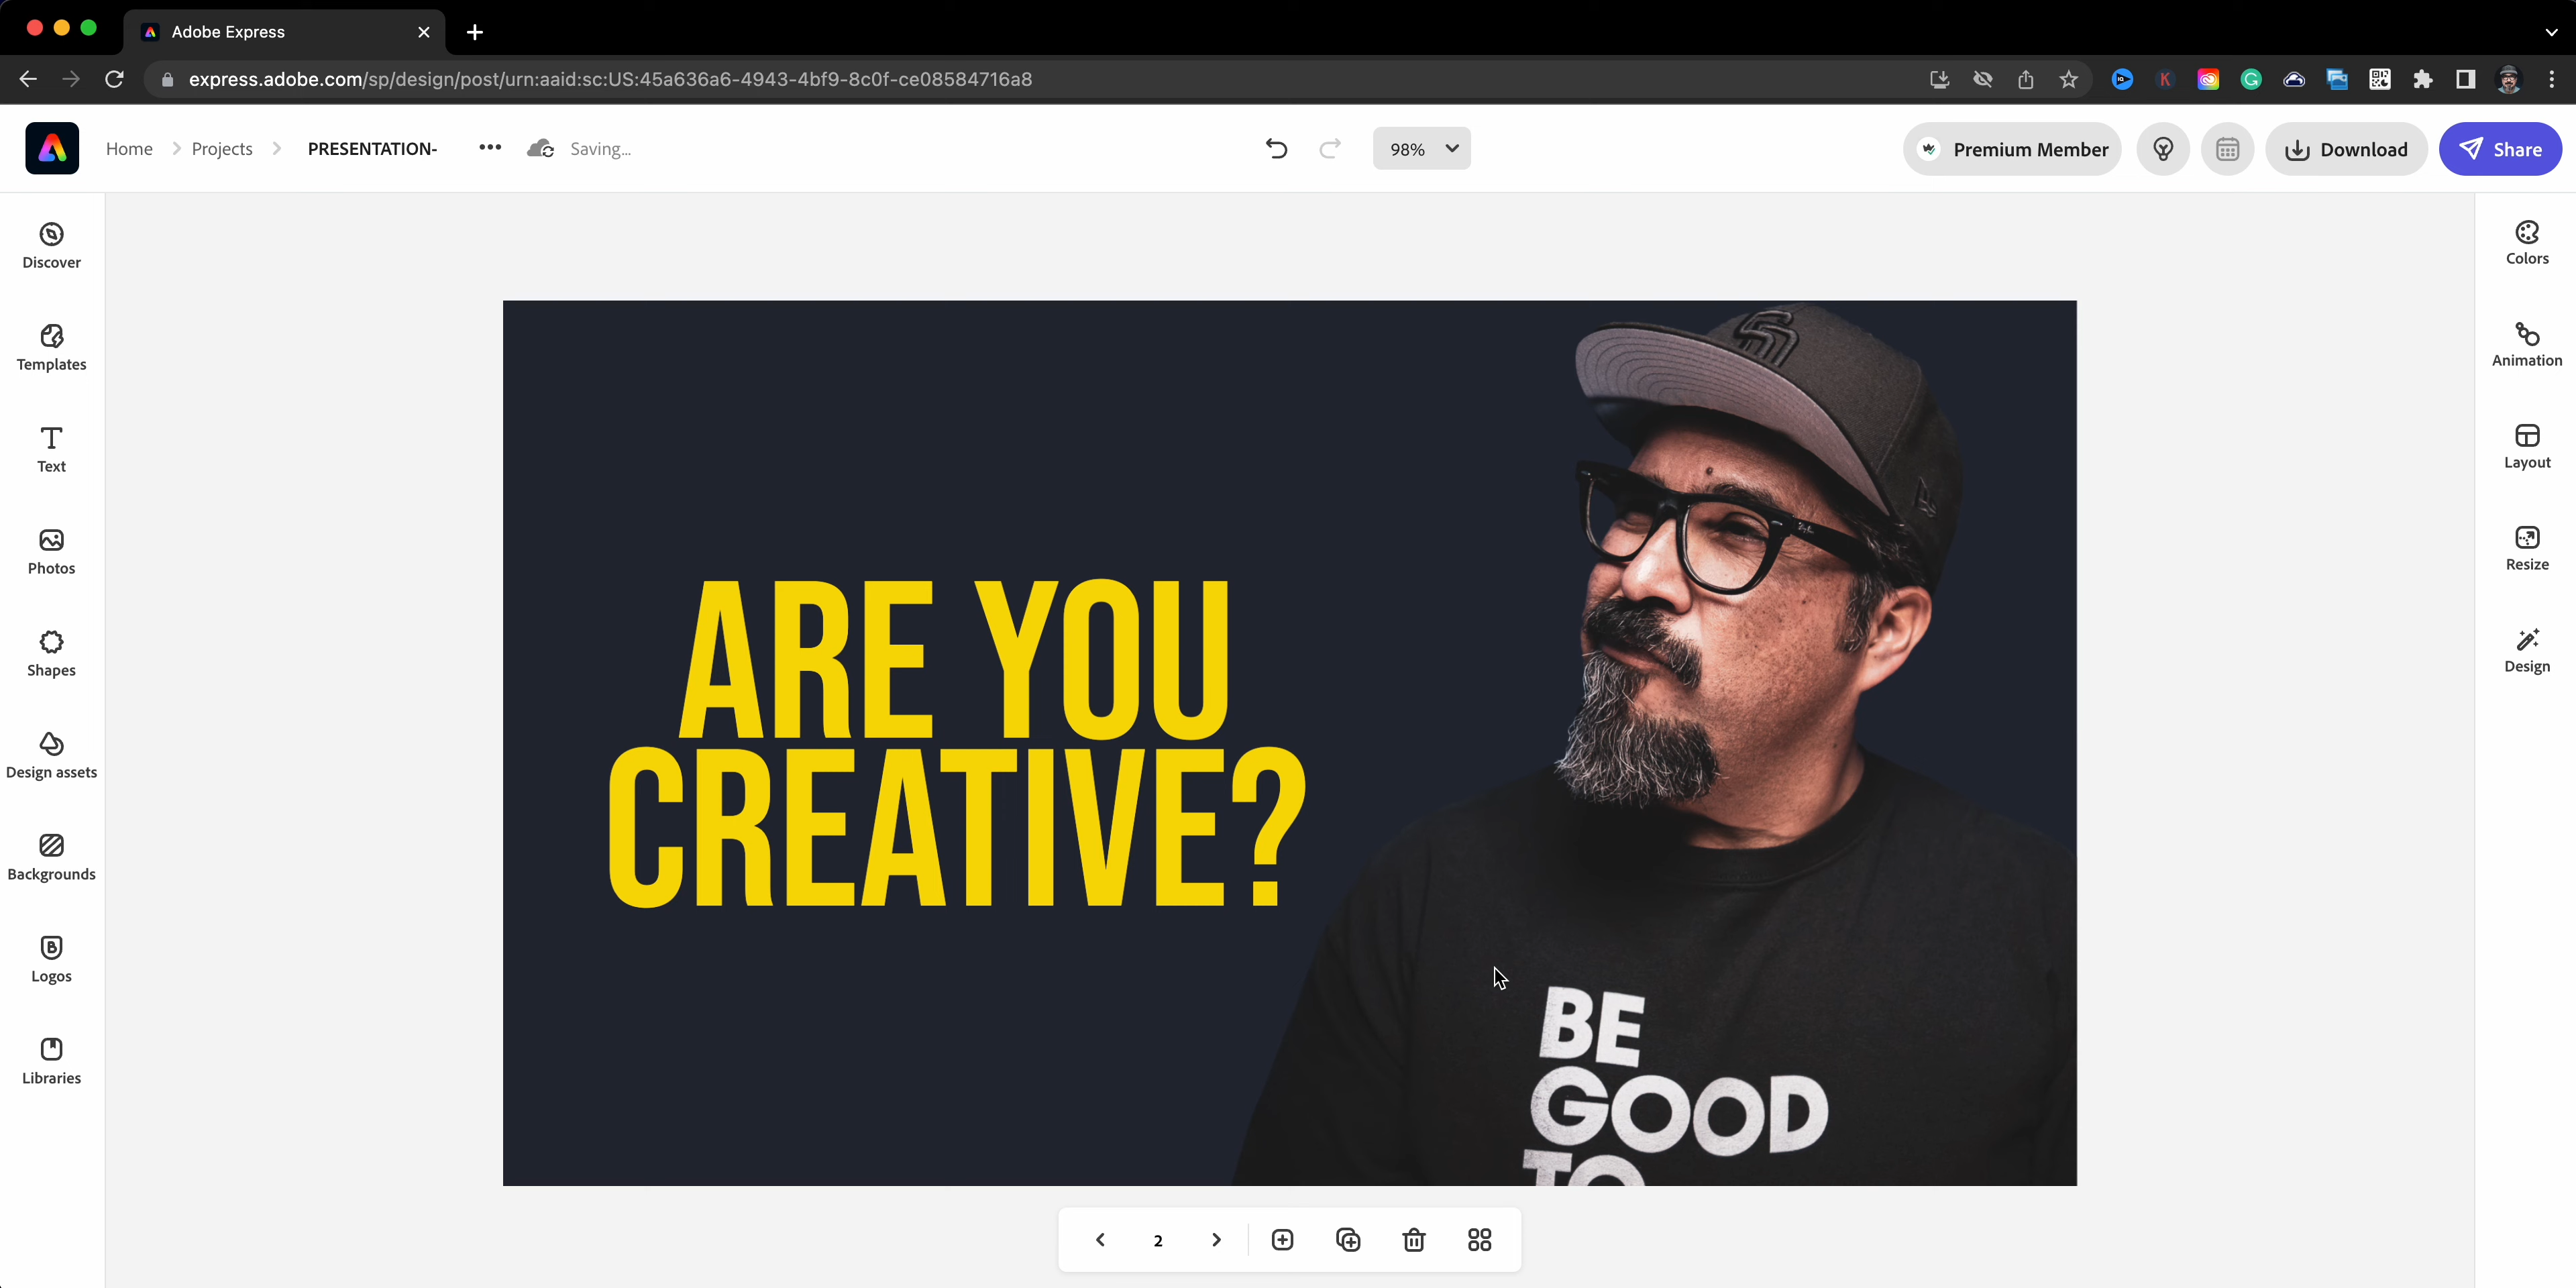 Adobe Express
express.adobe.com/sp/design/post/urn:aaid:sc:US:45a636a6-4943-4bf9-8c0f-ce08584716a8
Home
Projects
PRESENTATION-
Saving...
98%
Premium Member
Download
Share
Discover
Templates
Text
Photos
Shapes
Design assets
Backgrounds
Logos
Libraries
ARE YOU
CREATIVE?
BE
GOOD
TO
2
Colors
Animation
Layout
Resize
Design